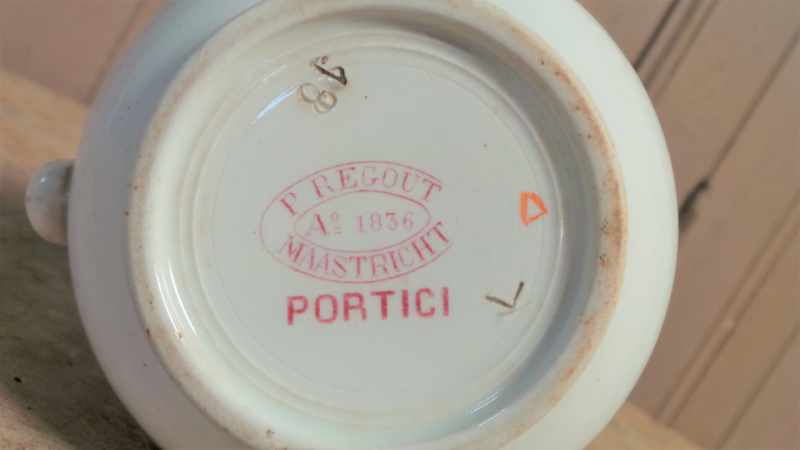 P. REGOUT
Aº 1836
MAASTRICHT
PORTICI